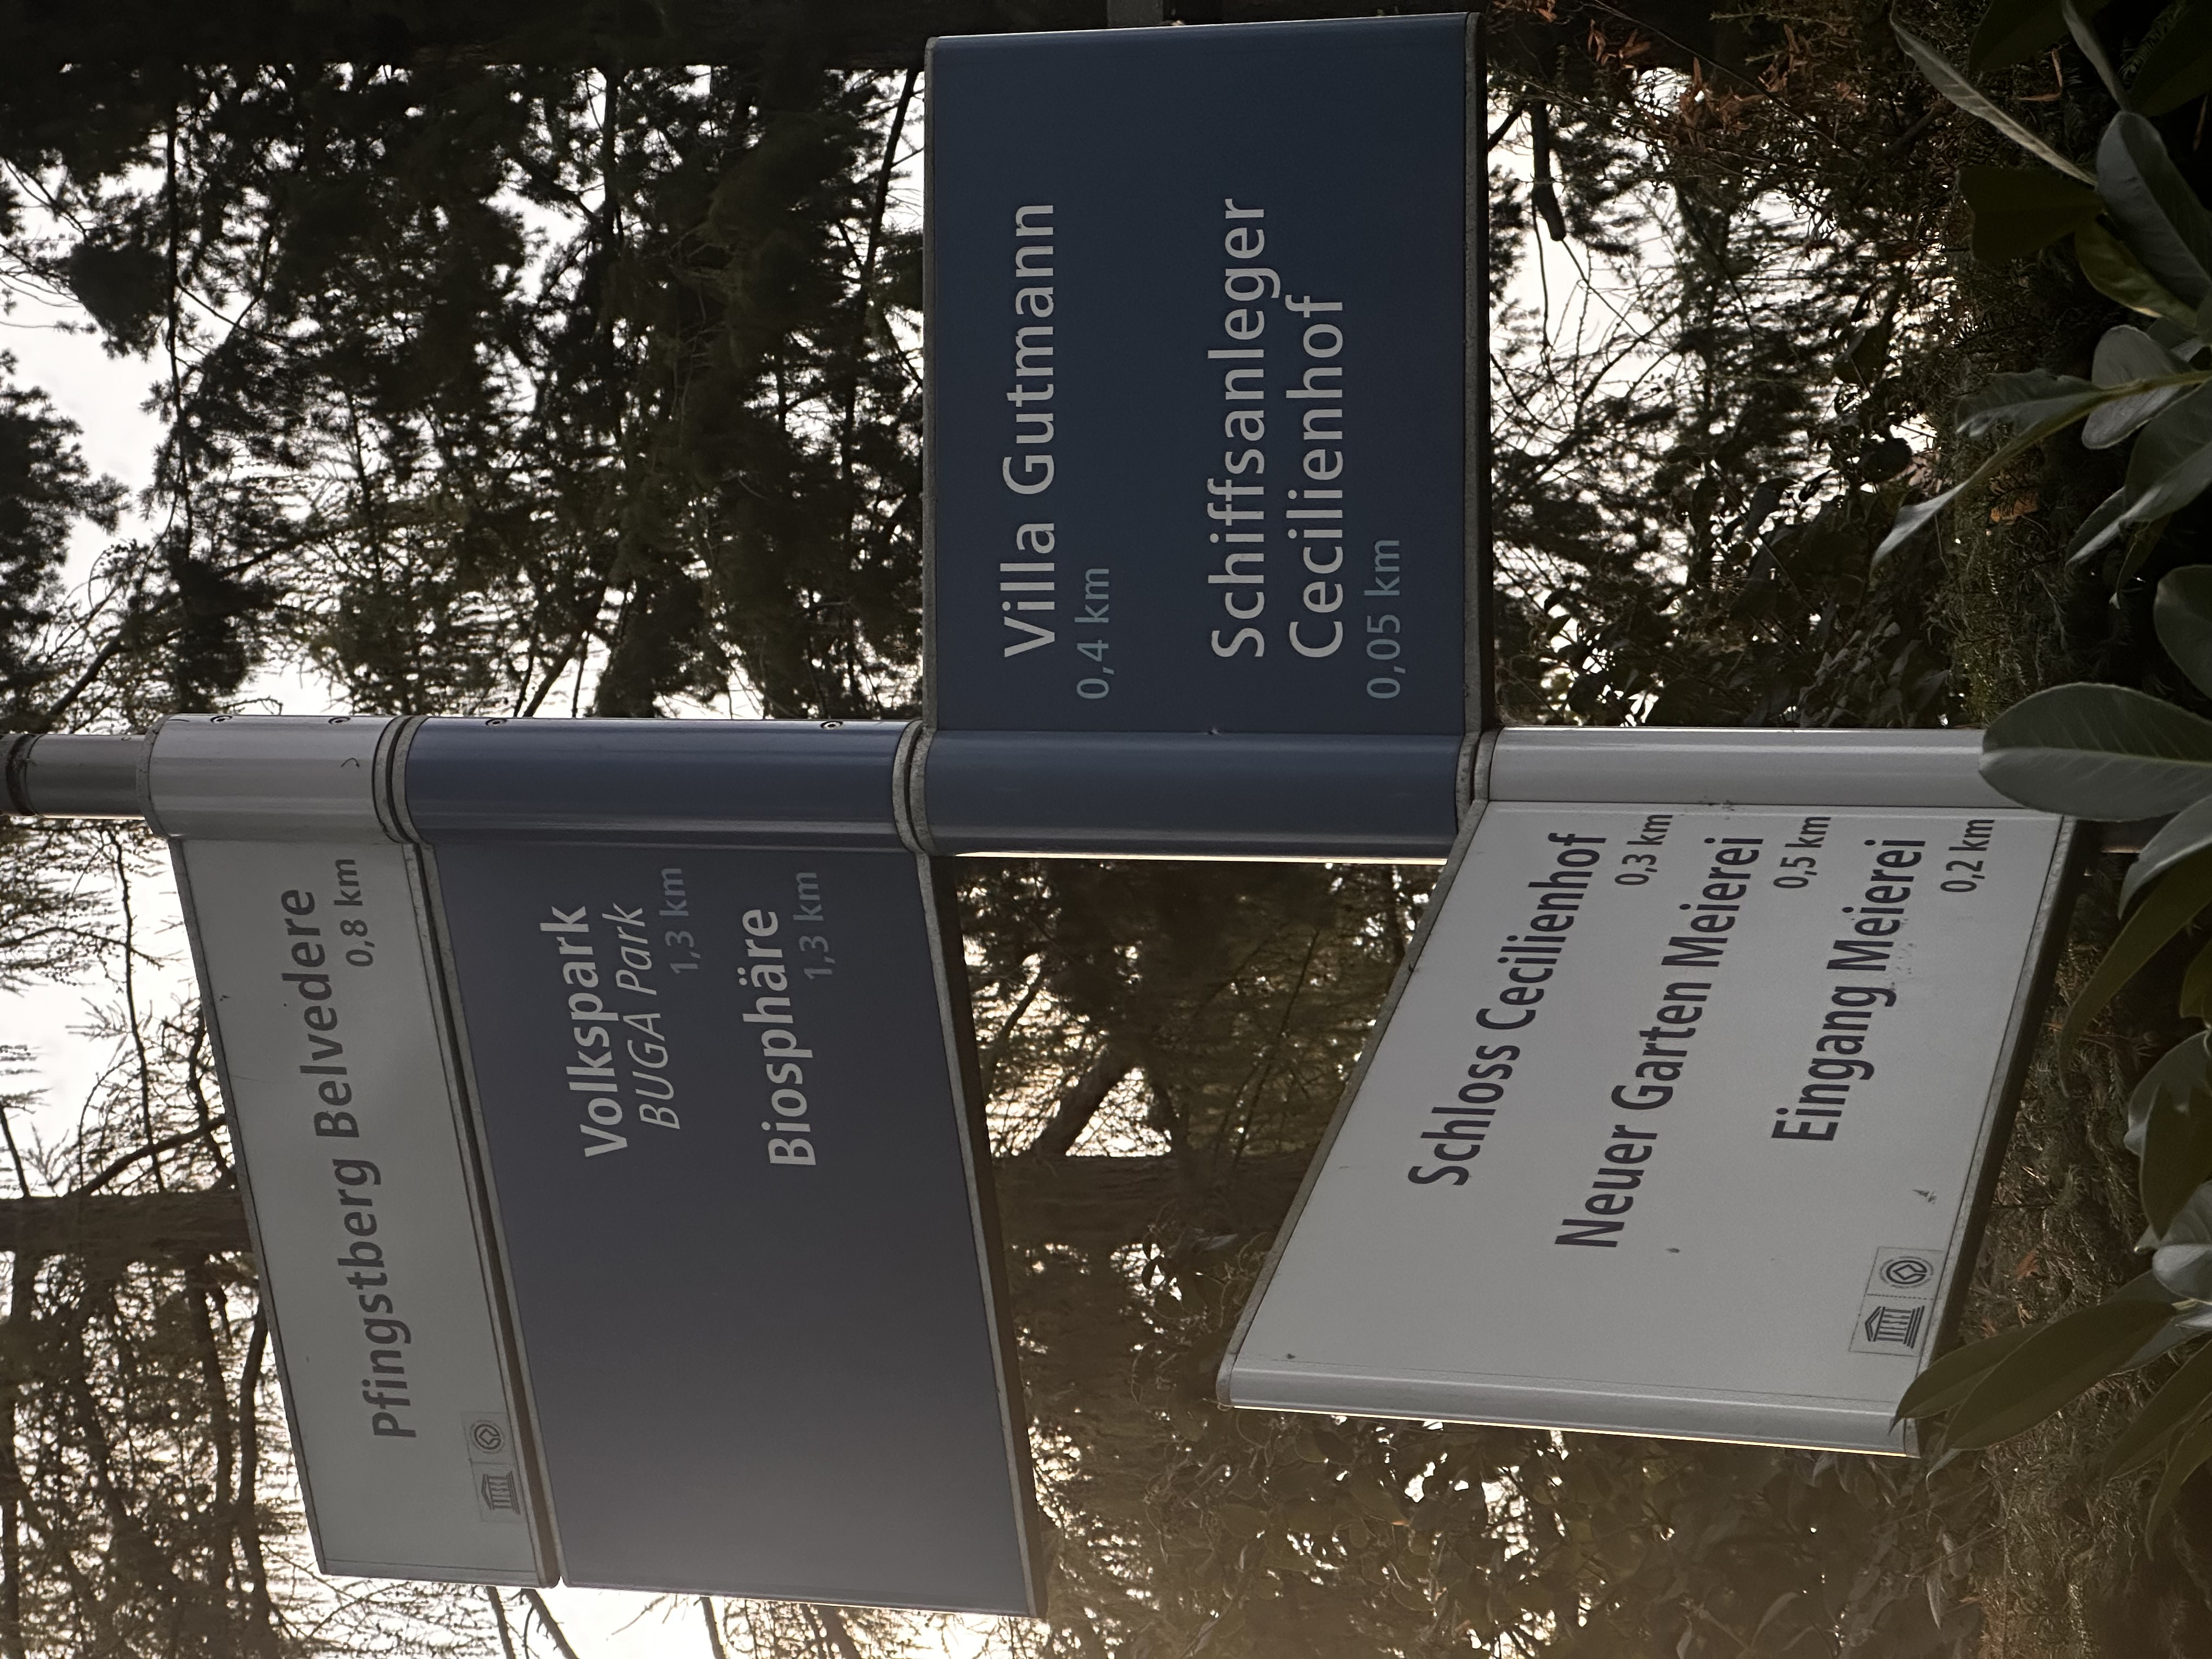 Pfingstberg Belvedere
0,8 km
Volkspark
BUGA Park
1,3 km
Biosphäre
1,3 km
Villa Gutmann
0,4 km
Schiffsanleger
Cecilienhof
0,05 km
Schloss Cecilienhof
0,3 km
Neuer Garten Meierei
0,5 km
Eingang Meierei
0,2 km